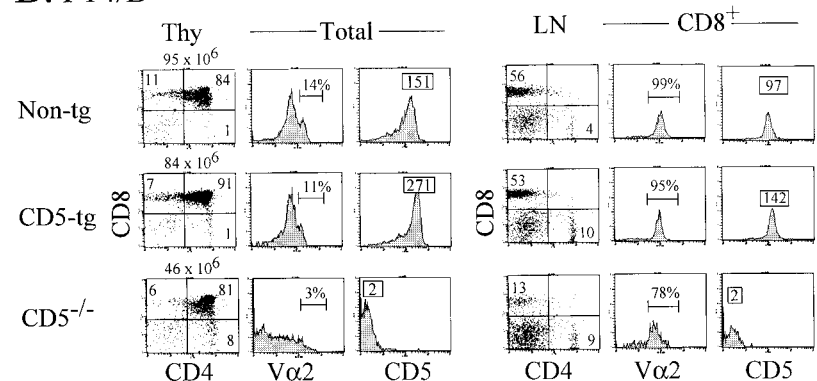 Thy Total LN CD8+
95 x 10^6
11 84 14% 151 56 99% 97
Non-tg
1 4
84 x 10^6
7 91 11% 271 53 95% 142
CD5-tg CD8 CD8
1 10
46 x 10^6
6 81 3% 2 13 78% 2
CD5-/-
8 9
CD4 Vα2 CD5 CD4 Vα2 CD5